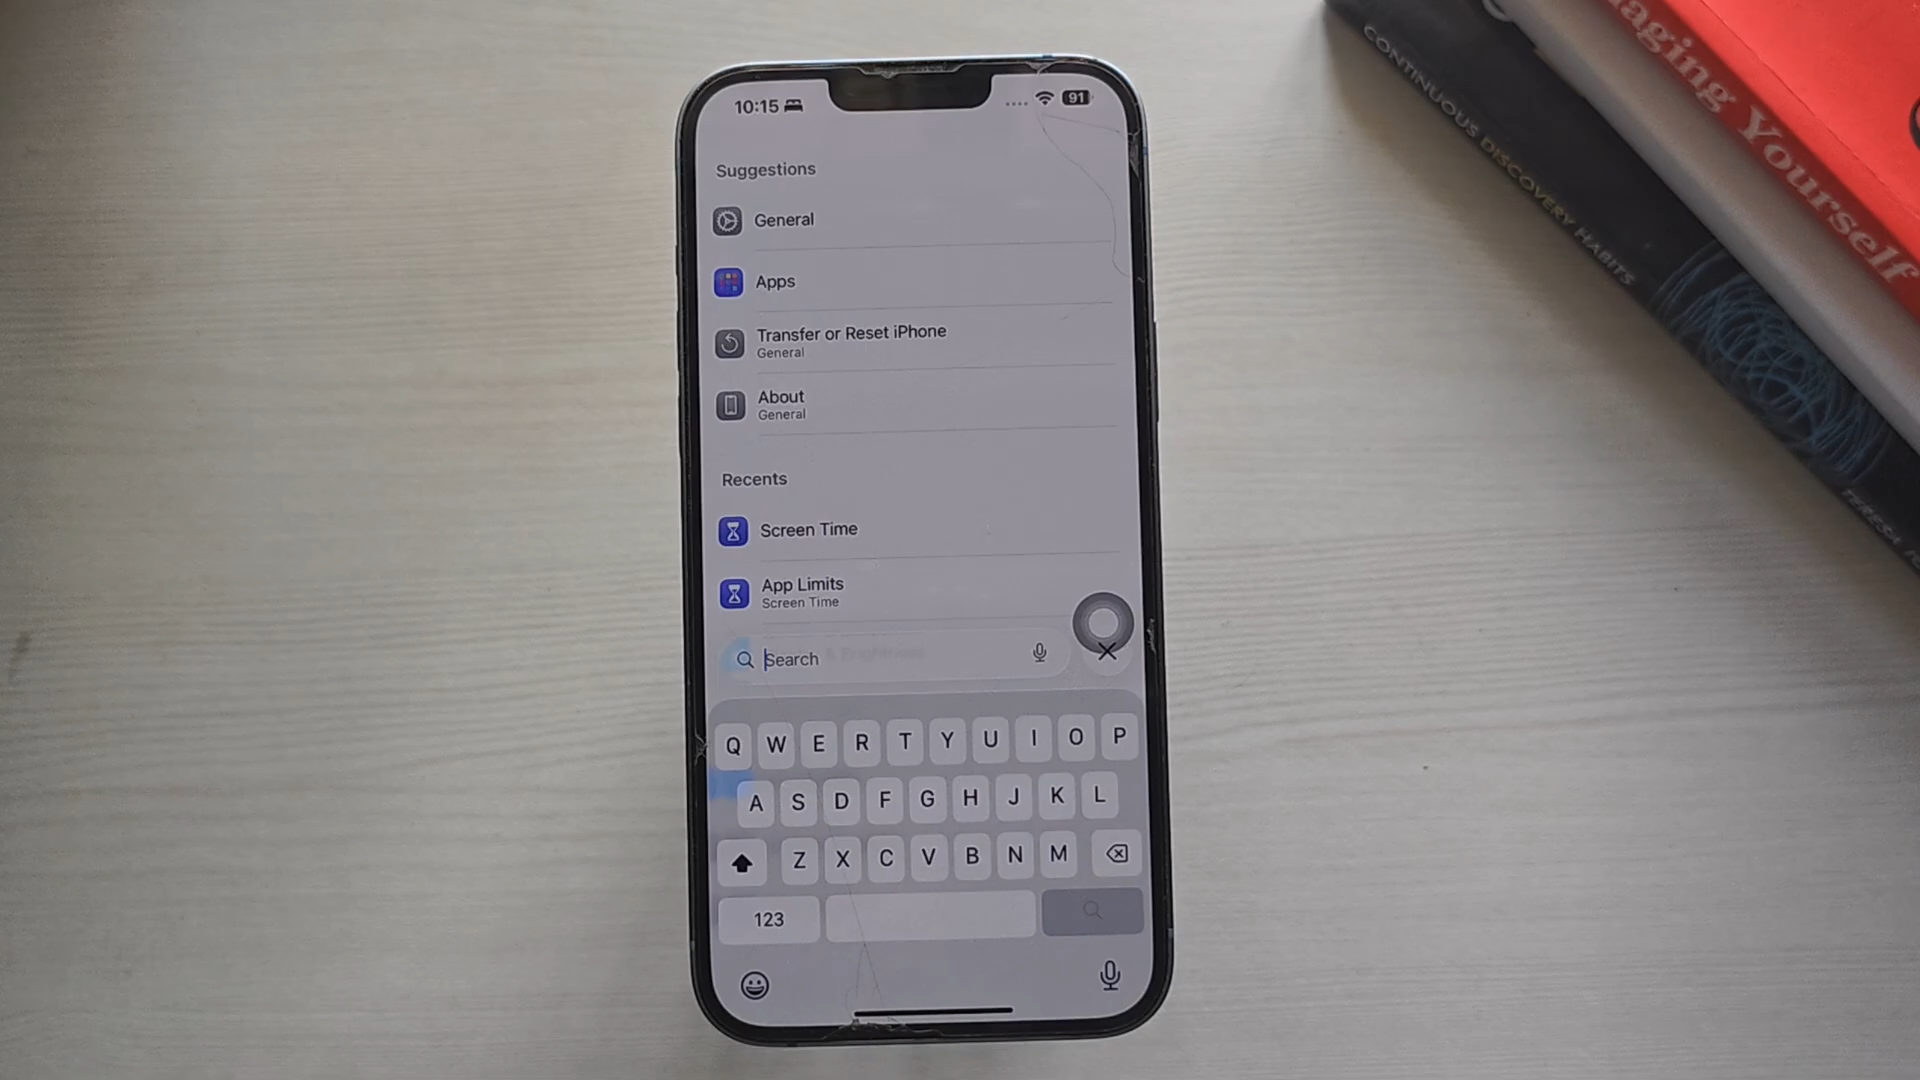 10:15
91
Suggestions
General
Apps
Transfer or Reset iPhone
General
About
General
Recents
Screen Time
App Limits
Screen Time
& Brightness
Search
Q W E R T Y U I O P
A S D F G H J K L
Z X C V B N M
123
CONTINUOUS DISCOVERY HABITS
Yourself